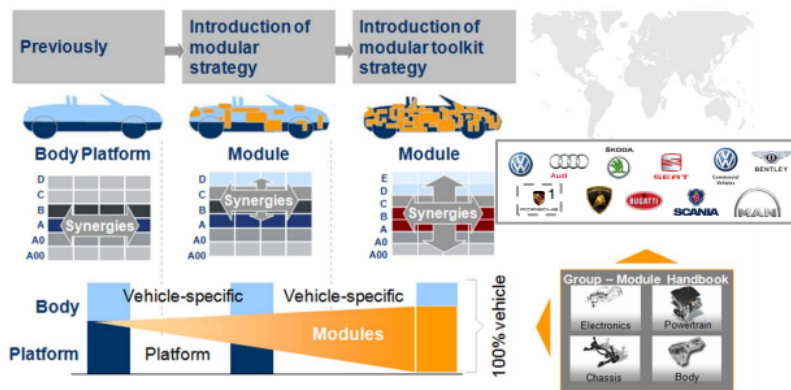 Previously
Introduction of
modular
strategy
Introduction of
modular toolkit
strategy
Body Platform
Module
Module
D
C
B
A
A0
A00
Synergies
D
C
B
A
A0
A00
Synergies
E
D
C
B
A
A0
A00
Synergies
Audi
ŠKODA
SEAT
Commercial
Vehicles
BENTLEY
PORSCHE
1
BUGATTI
SCANIA
MAN
Body
Platform
Vehicle-specific
Vehicle-specific
Modules
Platform
100% vehicle
Group – Module Handbook
Electronics
Powertrain
Chassis
Body